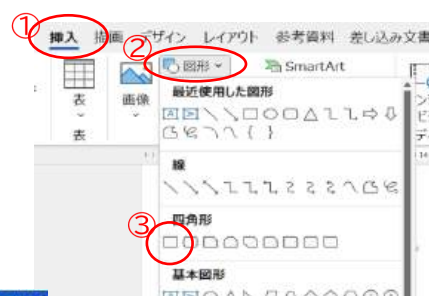 ①
挿入 描画 デザイン レイアウト 参考資料 差し込み文書
②
図形
SmartArt
表
画像
表
最近使用した図形
線
③
四角形
基本図形